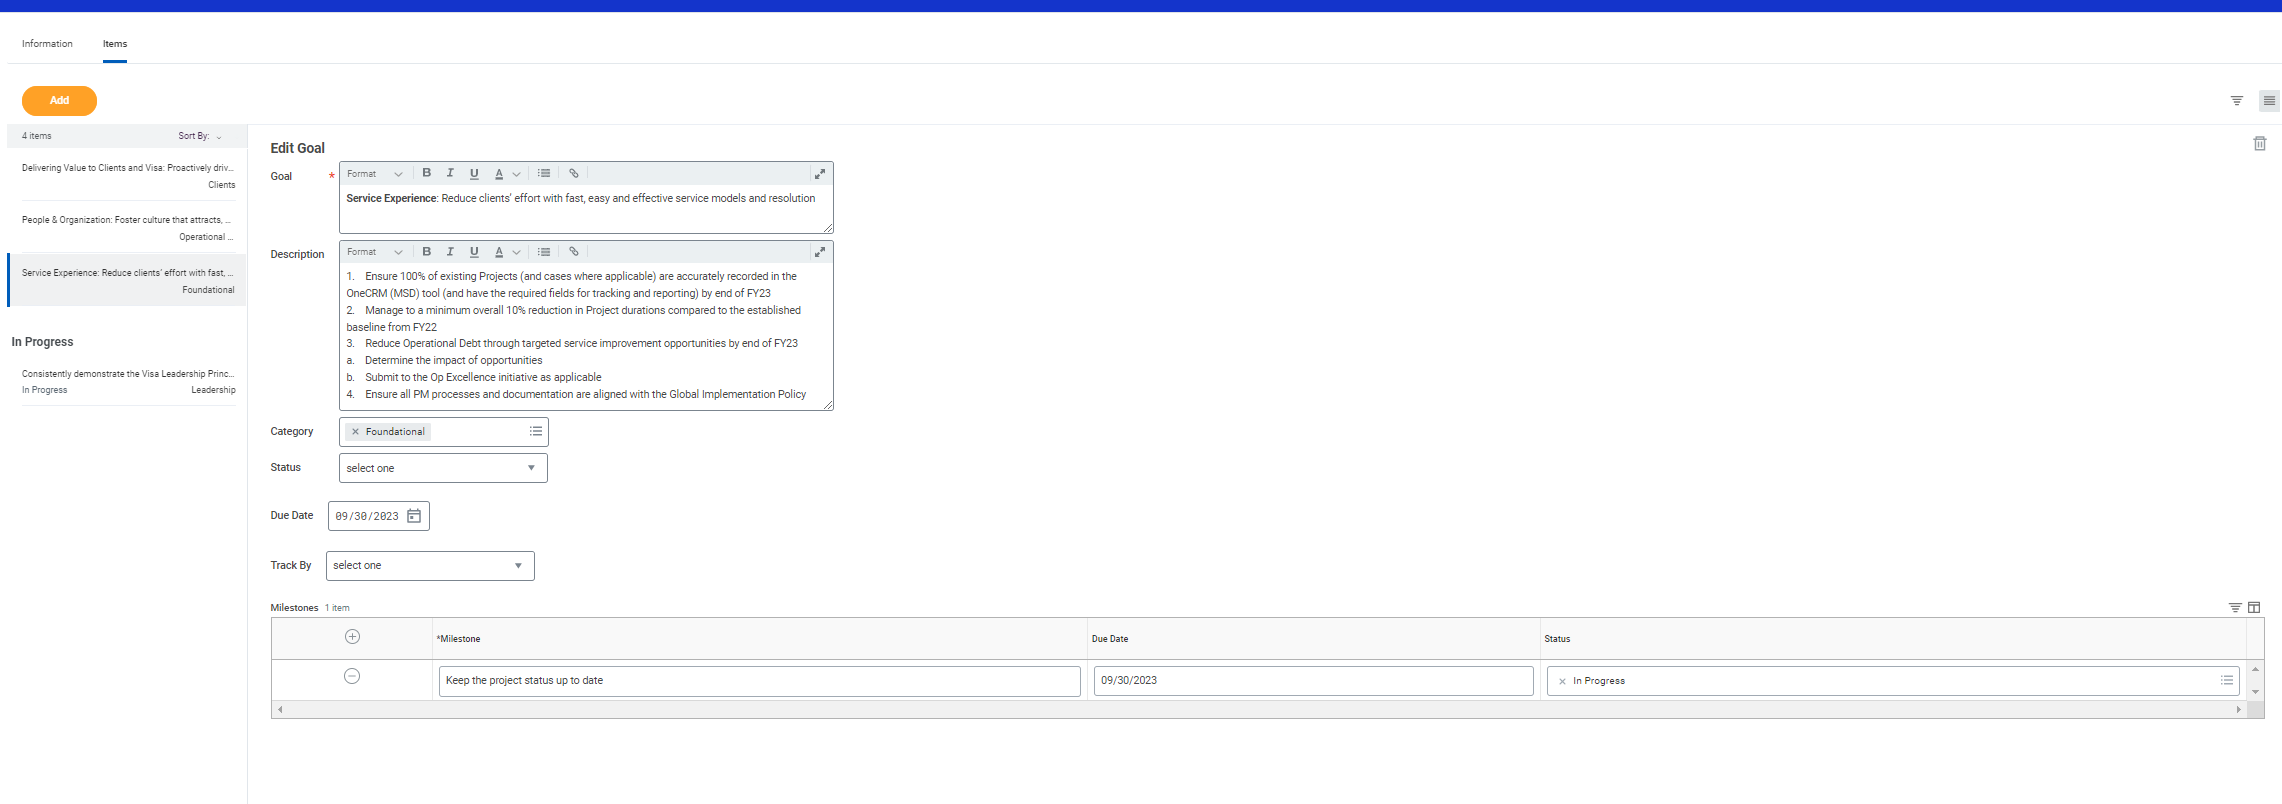 Information Items
Add
4 items Sort By:
Delivering Value to Clients and Visa: Proactively driv...
Clients
People & Organization: Foster culture that attracts, ...
Operational ...
Service Experience: Reduce clients' effort with fast, ...
Foundational
In Progress
Consistently demonstrate the Visa Leadership Princ...
In Progress Leadership
Edit Goal
Goal *
Format B I U A
Service Experience: Reduce clients' effort with fast, easy and effective service models and resolution
Description
Format B I U A
1. Ensure 100% of existing Projects (and cases where applicable) are accurately recorded in the
OneCRM (MSD) tool (and have the required fields for tracking and reporting) by end of FY23
2. Manage to a minimum overall 10% reduction in Project durations compared to the established
baseline from FY22
3. Reduce Operational Debt through targeted service improvement opportunities by end of FY23
a. Determine the impact of opportunities
b. Submit to the Op Excellence initiative as applicable
4. Ensure all PM processes and documentation are aligned with the Global Implementation Policy
Category × Foundational
Status select one
Due Date 09/30/2023
Track By select one
Milestones 1 item
*Milestone Due Date Status
Keep the project status up to date 09/30/2023 × In Progress